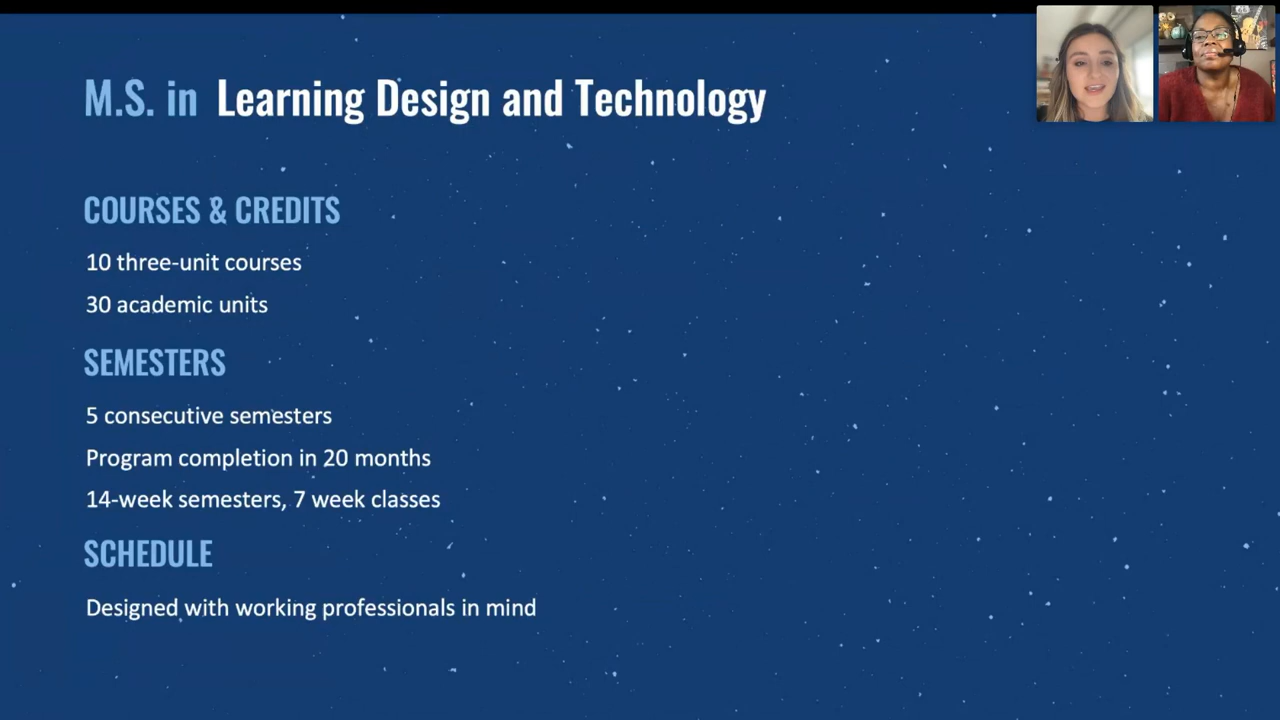 M.S. in Learning Design and Technology
COURSES & CREDITS
10 three-unit courses
30 academic units
SEMESTERS
5 consecutive semesters
Program completion in 20 months
14-week semesters, 7 week classes
SCHEDULE
Designed with working professionals in mind